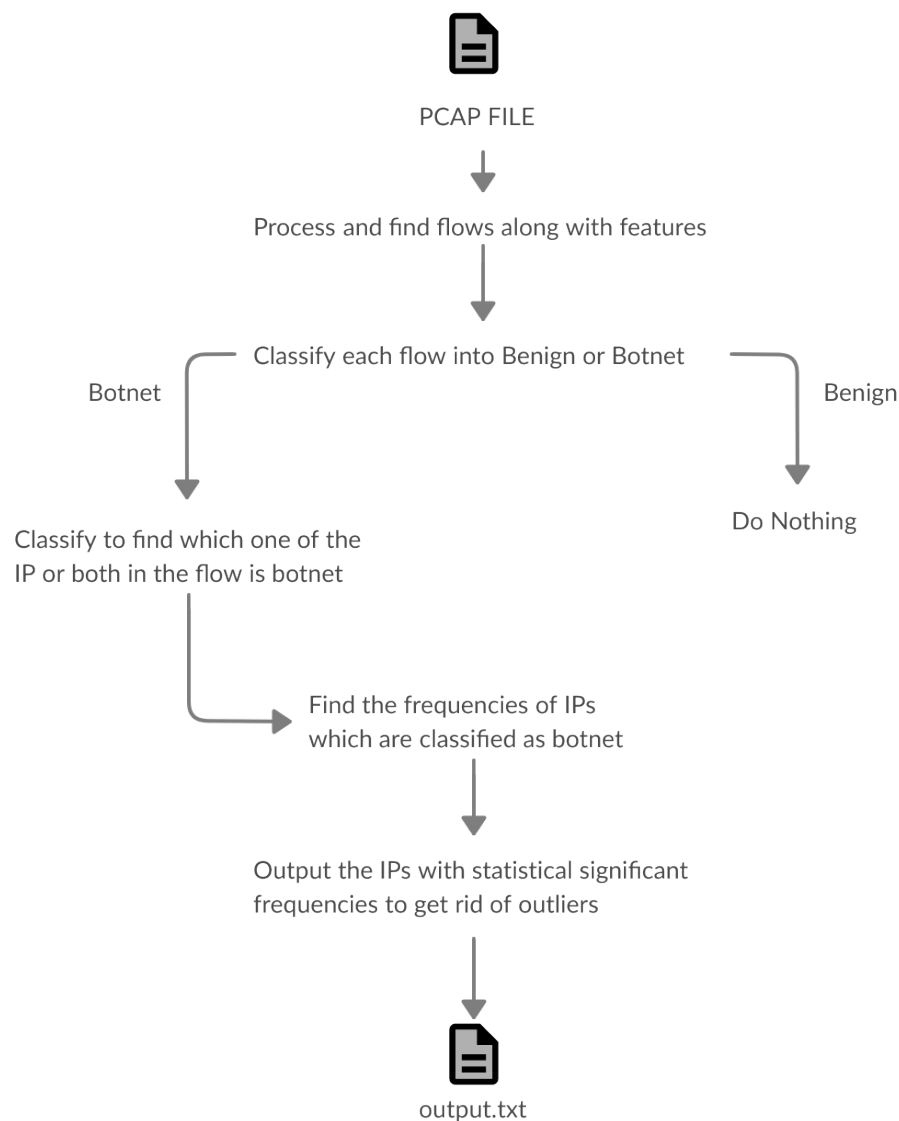 PCAP FILE
Process and find flows along with features
Classify each flow into Benign or Botnet
Botnet
Benign
Do Nothing
Classify to find which one of the
IP or both in the flow is botnet
Find the frequencies of IPs
which are classified as botnet
Output the IPs with statistical significant
frequencies to get rid of outliers
output.txt